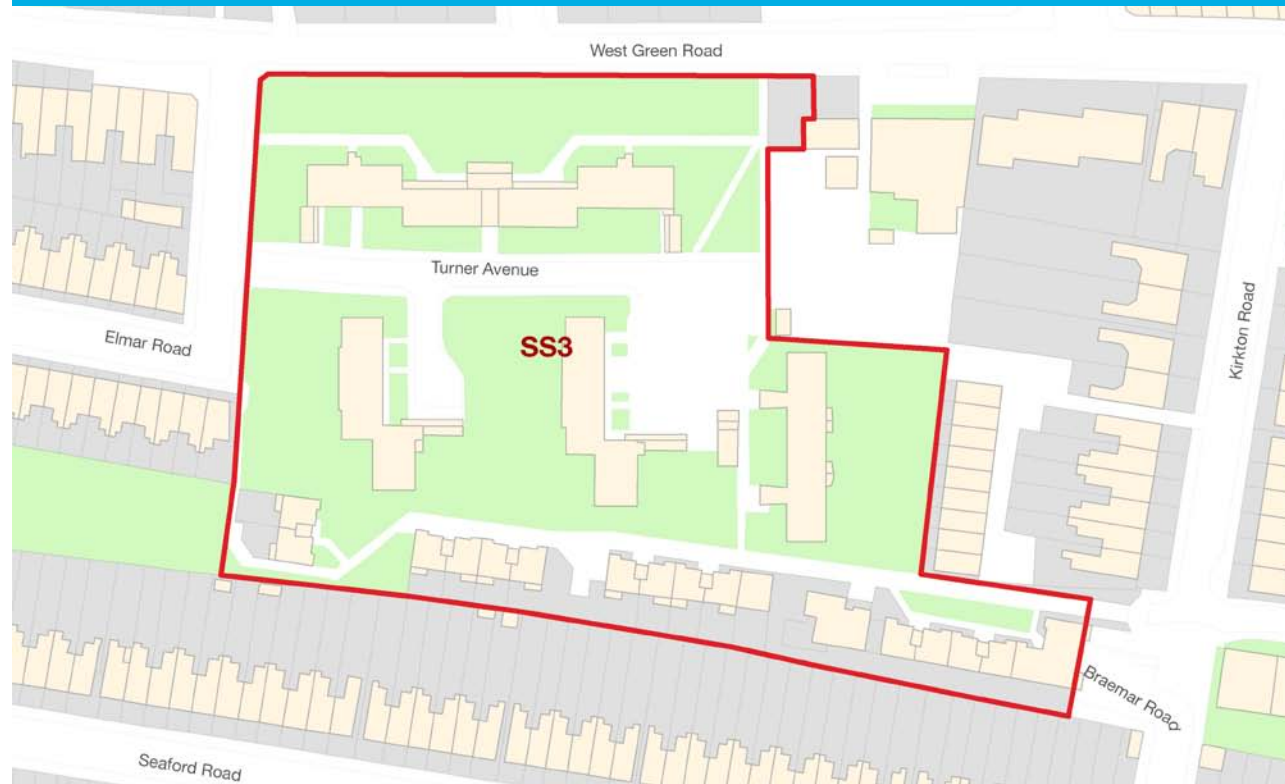 West Green Road
Turner Avenue
SS3
Elmar Road
Kirkton Road
Braemar Road
Seaford Road